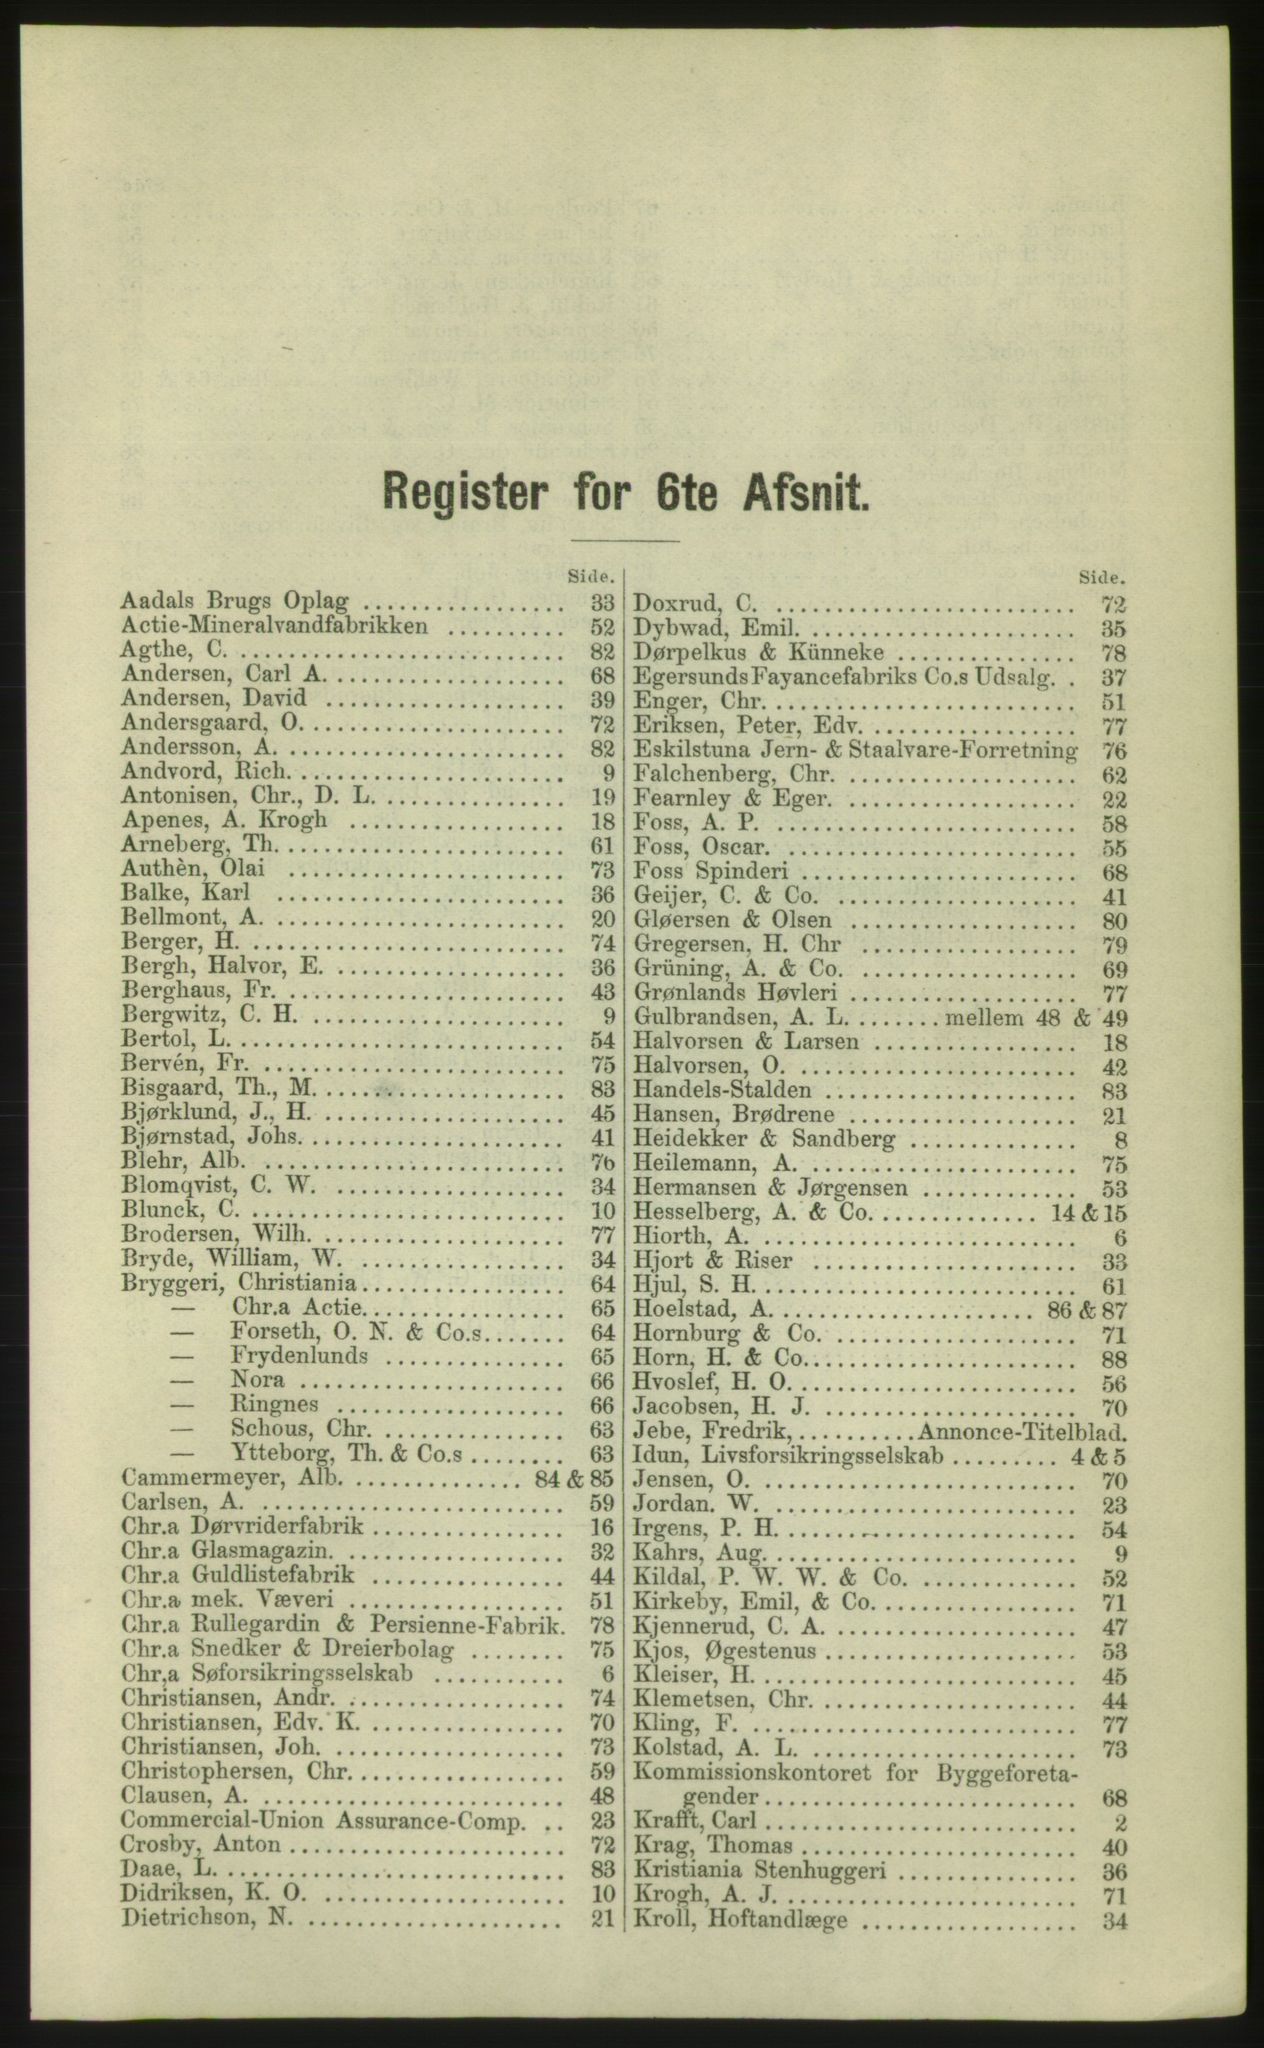 Register for 6te Afsnit.
Side.
Aadals Brugs Oplag ................. 33
Actie-Mineralvandfabrikken .......... 52
Agthe, C. ........................... 82
Andersen, Carl A. ................... 68
Andersen, David .................... 39
Andersgaard, O. ..................... 72
Andersson, A. ....................... 82
Andvord, Rich. ...................... 9
Antonisen, Chr., D. L. ............... 19
Apenes, A. Krogh .................. 18
Arneberg, Th. ....................... 61
Authèn, Olai ....................... 73
Balke, Karl ........................ 36
Bellmont, A. ........................ 20
Berger, H. .......................... 74
Bergh, Halvor, E. ................... 36
Berghaus, Fr. ....................... 43
Bergwitz, C. H. ..................... 9
Bertol, L. ........................... 54
Bervén, Fr. ......................... 75
Bisgaard, Th., M. .................... 83
Bjørklund, J., H. .................... 45
Bjørnstad, Johs. ..................... 41
Blehr, Alb. ......................... 76
Blomqvist, C. W. ................... 34
Blunck, C. .......................... 10
Brodersen, Wilh. .................... 77
Bryde, William, W. ................. 34
Bryggeri, Christiania ................. 64
— Chr.a Actie. ................ 65
— Forseth, O. N. & Co.s ....... 64
— Frydenlunds ............... 65
— Nora ...................... 66
— Ringnes ................... 66
— Schous, Chr. ................ 63
— Ytteborg, Th. & Co.s ........ 63
Cammermeyer, Alb. ............... 84 & 85
Carlsen, A. ......................... 59
Chr.a Dørvriderfabrik ................ 16
Chr.a Glasmagazin. .................. 32
Chr.a Guldlistefabrik ................ 44
Chr.a mek. Væveri .................. 51
Chr.a Rullegardin & Persienne-Fabrik. 78
Chr.a Snedker & Dreierbolag ........ 75
Chr.a Søforsikringsselskab ........... 6
Christiansen, Andr. .................. 74
Christiansen, Edv. K. ................ 70
Christiansen, Joh. ................... 73
Christophersen, Chr. ................. 59
Clausen, A. ......................... 48
Commercial-Union Assurance-Comp. .. 23
Crosby, Anton ....................... 72
Daae, L. ............................ 83
Didriksen, K. O. .................... 10
Dietrichson, N. ..................... 21
Side.
Doxrud, C. ......................... 72
Dybwad, Emil. ...................... 35
Dørpelkus & Künneke ............... 78
Egersunds Fayancefabriks Co.s Udsalg. . 37
Enger, Chr. ......................... 51
Eriksen, Peter, Edv. ................. 77
Eskilstuna Jern- & Staalvare-Forretning 76
Falchenberg, Chr. ................... 62
Fearnley & Eger. ................... 22
Foss, A. P. ......................... 58
Foss, Oscar. ........................ 55
Foss Spinderi ....................... 68
Geijer, C. & Co. ..................... 41
Gløersen & Olsen ................... 80
Gregersen, H. Chr .................. 79
Grüning, A. & Co. .................. 69
Grønlands Høvleri ................... 77
Gulbrandsen, A. L. ....... mellem 48 & 49
Halvorsen & Larsen ................. 18
Halvorsen, O. ....................... 42
Handels-Stalden ..................... 83
Hansen, Brødrene ................... 21
Heidekker & Sandberg .............. 8
Heilemann, A. ...................... 75
Hermansen & Jørgensen ............. 53
Hesselberg, A. & Co. .............. 14 & 15
Hiorth, A. .......................... 6
Hjort & Riser ...................... 33
Hjul, S. H. .......................... 61
Hoelstad, A. ..................... 86 & 87
Hornburg & Co. .................... 71
Horn, H. & Co. ...................... 88
Hvoslef, H. O. ...................... 56
Jacobsen, H. J. ..................... 70
Jebe, Fredrik, .......... Annonce-Titelblad.
Idun, Livsforsikringsselskab ......... 4 & 5
Jensen, O. .......................... 70
Jordan. W. ......................... 23
Irgens, P. H. ........................ 54
Kahrs, Aug. ......................... 9
Kildal, P. W. W. & Co. ............. 52
Kirkeby, Emil, & Co. ................ 71
Kjennerud, C. A. .................... 47
Kjos, Øgestenus ..................... 53
Kleiser, H. .......................... 45
Klemetsen, Chr. ..................... 44
Kling, F. ........................... 77
Kolstad, A. L. ...................... 73
Kommissionskontoret for Byggeforeta-
gender .......................... 68
Krafft, Carl .......................... 2
Krag, Thomas ....................... 40
Kristiania Stenhuggeri ............... 36
Krogh, A. J. ........................ 71
Kroll, Hoftandlæge .................. 34